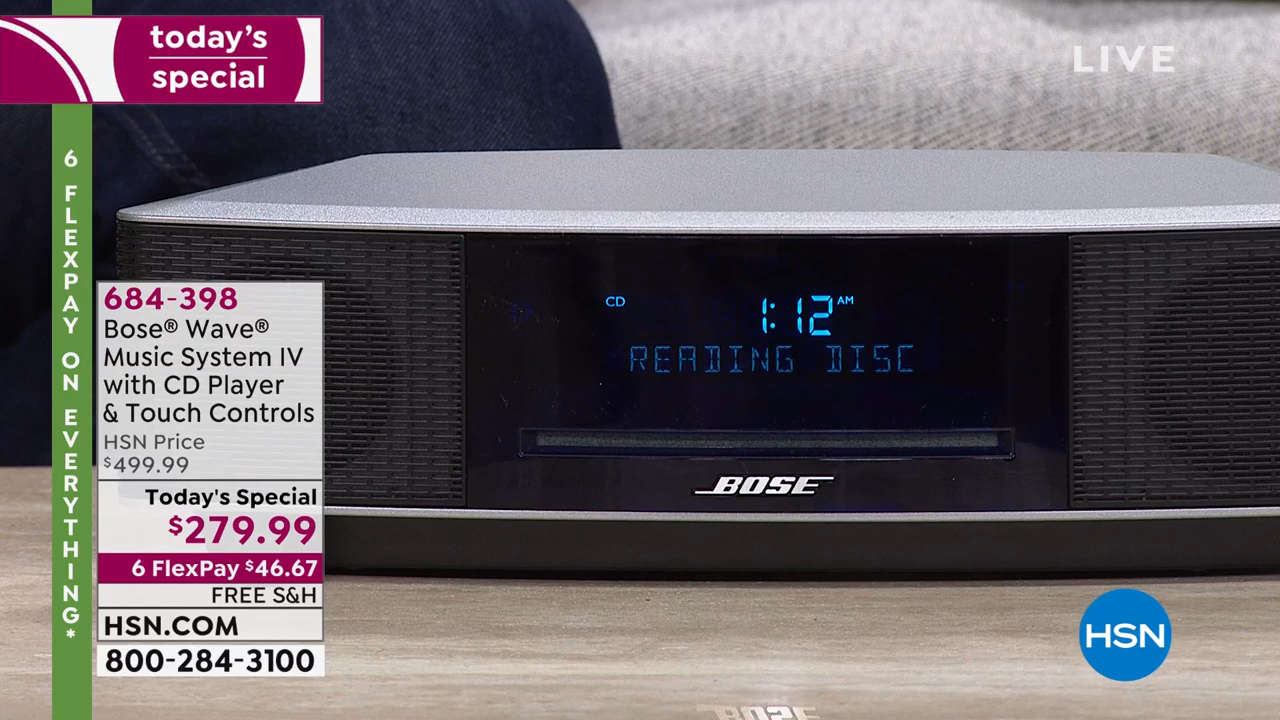 today's
special
LIVE
6 FLEXPAY ON EVERYTHING*
684-398
Bose® Wave®
Music System IV
with CD Player
& Touch Controls
HSN Price
$499.99
Today's Special
$279.99
6 FlexPay $46.67
FREE S&H
HSN.COM
800-284-3100
CD
1:12 AM
READING DISC
BOSE
HSN
BOSE